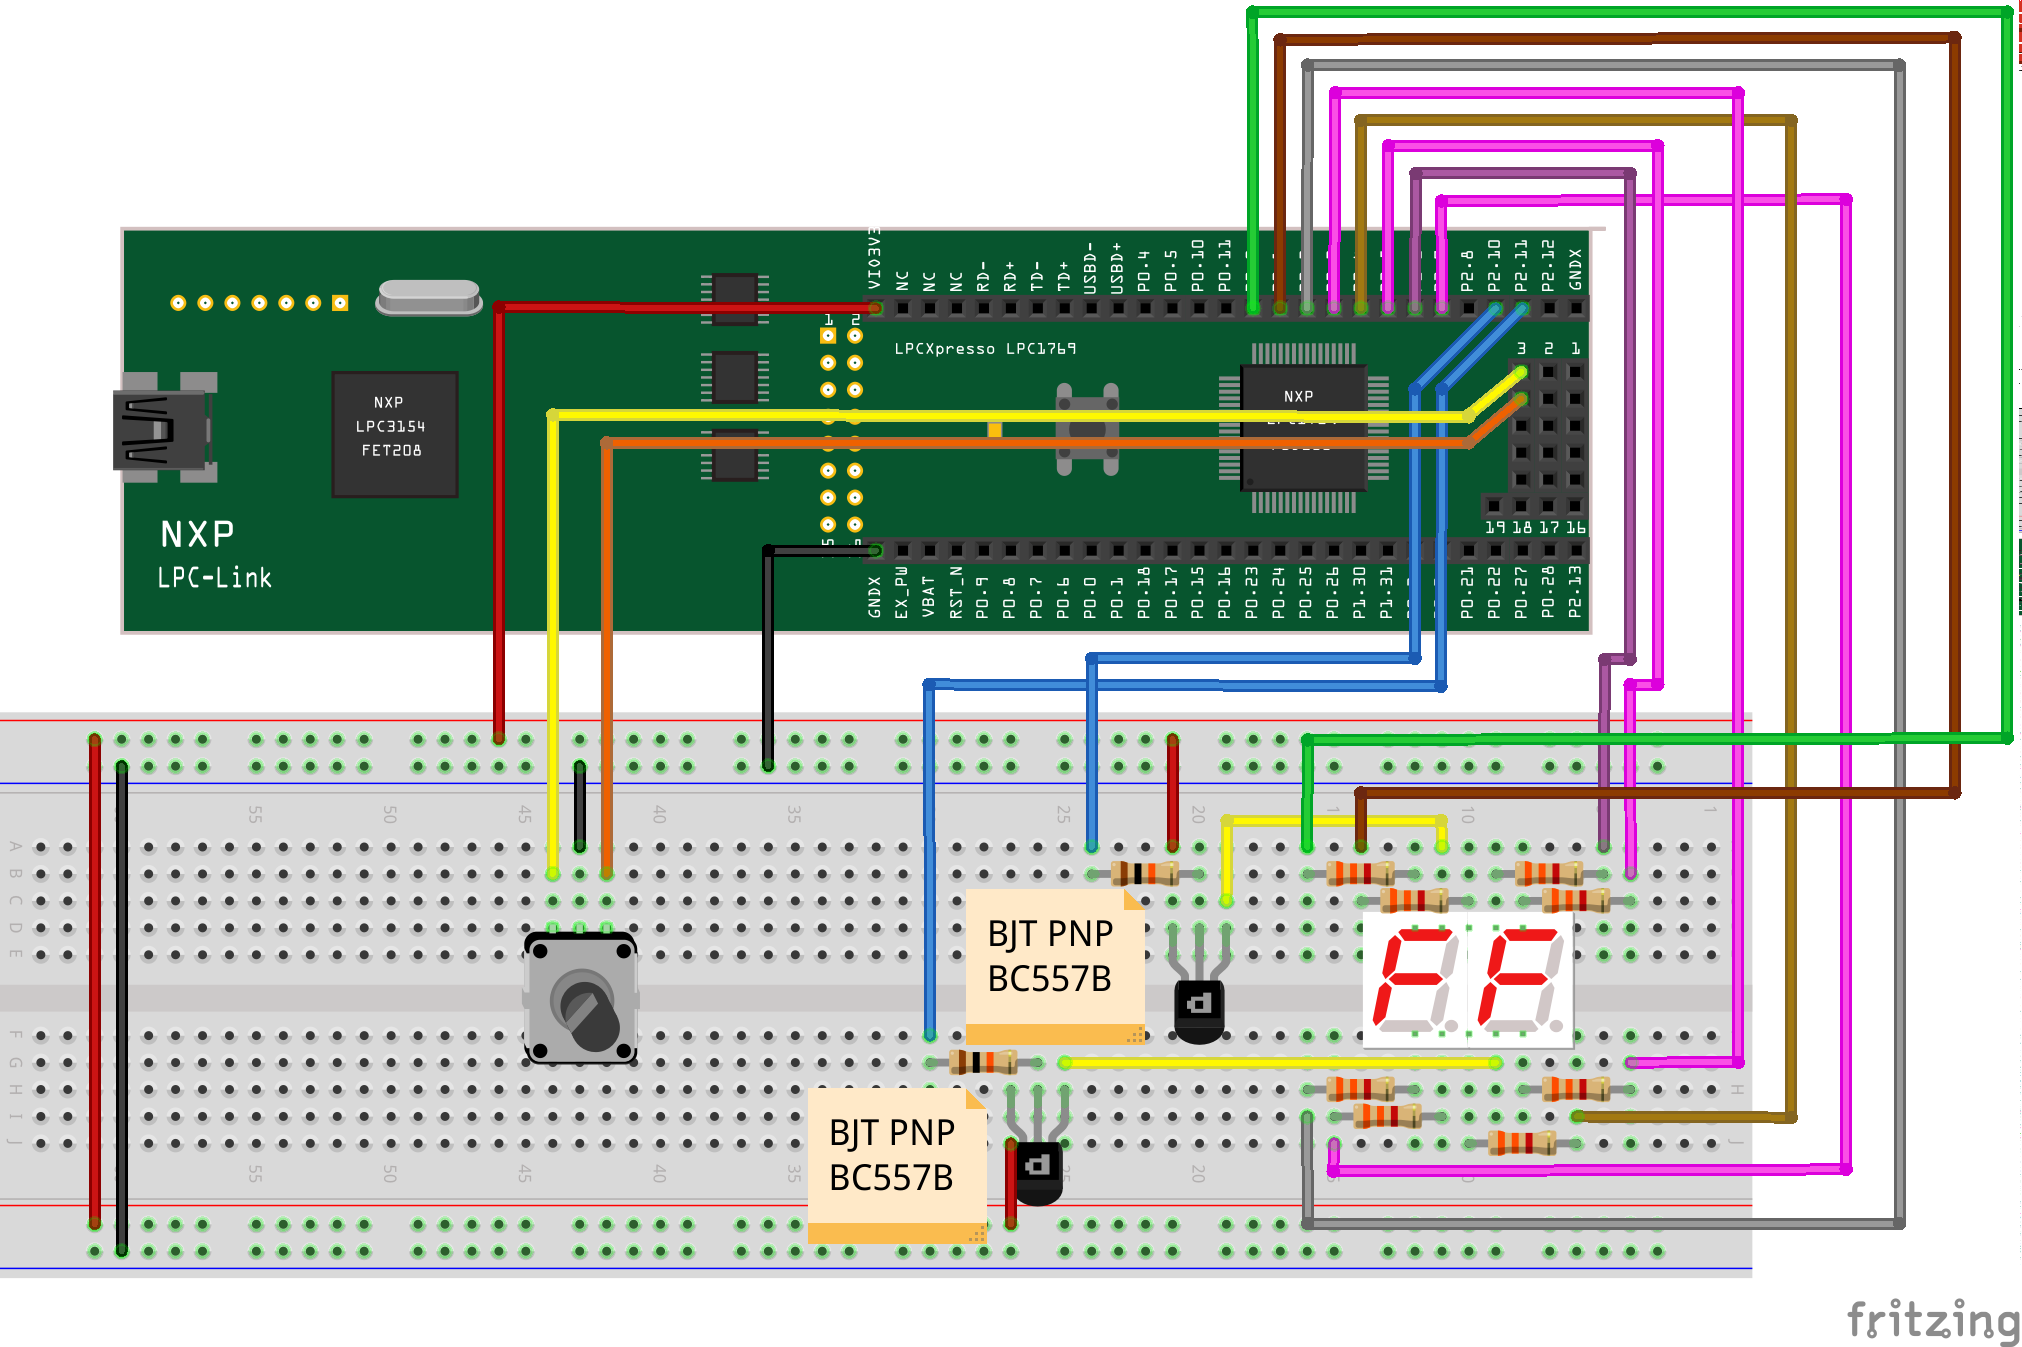 VIO3V3
NC
NC
NC
RD-
RD+
TD-
TD+
USBD-
USBD+
P0.4
P0.5
P0.10
P0.11
P2.8
P2.10
P2.11
P2.12
GNDX
1 2
LPCXpresso LPC1769
3 2 1
NXP
NXP
LPC3154
FET208
19 18 17 16
NXP
LPC-Link
GNDX
EX_PW
VBAT
RST_N
P0.9
P0.8
P0.7
P0.6
P0.0
P0.1
P0.18
P0.17
P0.15
P0.16
P0.23
P0.24
P0.25
P0.26
P1.30
P1.31
P0.21
P0.22
P0.27
P0.28
P2.13
55 50 45 40 35 25 20 10 1
A
B
C
D
E
BJT PNP
BC557B
F
G
H
I
J
H
J
BJT PNP
BC557B
55 50 45 40 35 20
fritzing